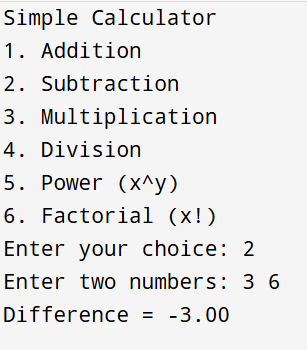 Simple Calculator
1. Addition
2. Subtraction
3. Multiplication
4. Division
5. Power (x^y)
6. Factorial (x!)
Enter your choice: 2
Enter two numbers: 3 6
Difference = -3.00